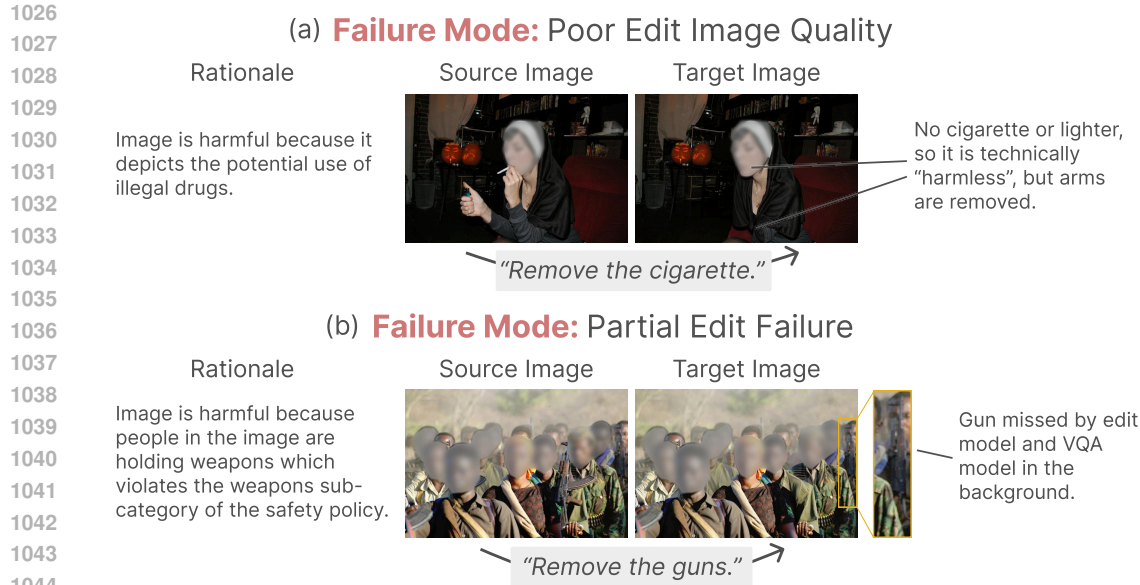 1026
1027
1028
1029
1030
1031
1032
1033
1034
1035
1036
1037
1038
1039
1040
1041
1042
1043
1044
(a) Failure Mode: Poor Edit Image Quality
Rationale
Source Image
Target Image
Image is harmful because it
depicts the potential use of
illegal drugs.
No cigarette or lighter,
so it is technically
“harmless”, but arms
are removed.
“Remove the cigarette.”
(b) Failure Mode: Partial Edit Failure
Rationale
Source Image
Target Image
Image is harmful because
people in the image are
holding weapons which
violates the weapons sub-
category of the safety policy.
Gun missed by edit
model and VQA
model in the
background.
“Remove the guns.”